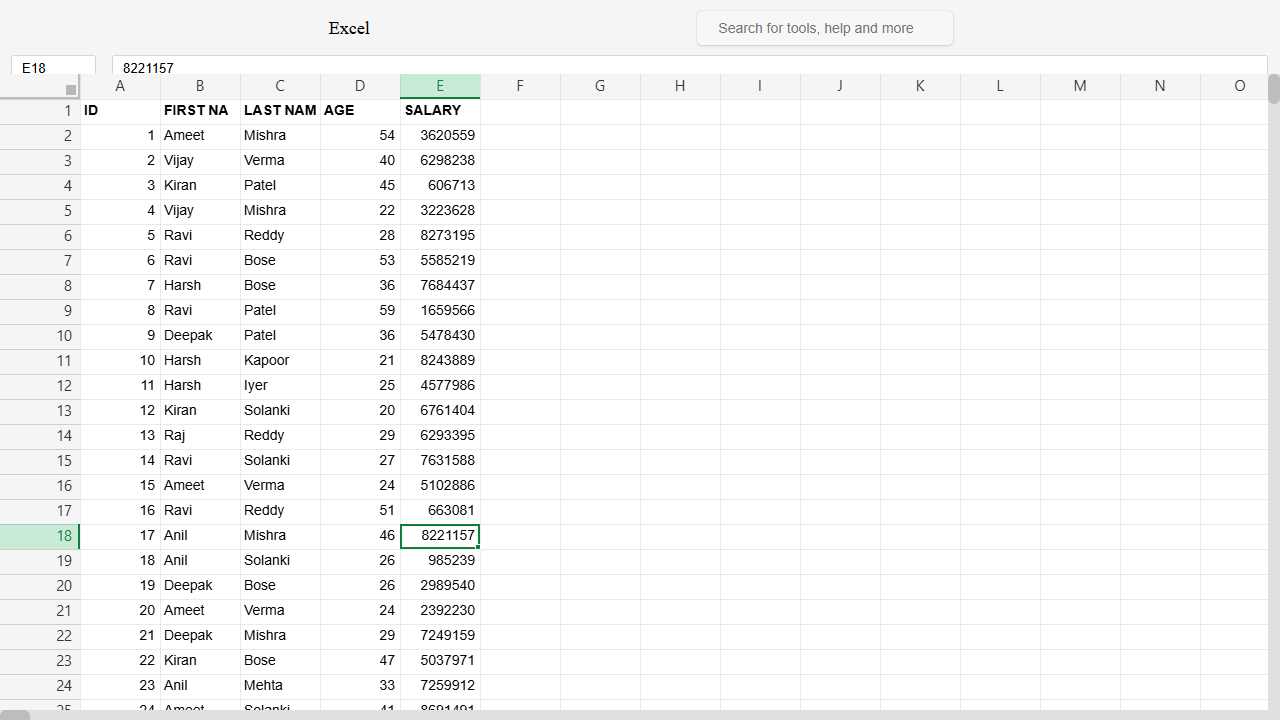 Excel
Search for tools, help and more
E18 8221157
A B C D E F G H I J K L M N O
1 ID FIRST NA LAST NAM AGE SALARY
2 1 Ameet Mishra 54 3620559
3 2 Vijay Verma 40 6298238
4 3 Kiran Patel 45 606713
5 4 Vijay Mishra 22 3223628
6 5 Ravi Reddy 28 8273195
7 6 Ravi Bose 53 5585219
8 7 Harsh Bose 36 7684437
9 8 Ravi Patel 59 1659566
10 9 Deepak Patel 36 5478430
11 10 Harsh Kapoor 21 8243889
12 11 Harsh Iyer 25 4577986
13 12 Kiran Solanki 20 6761404
14 13 Raj Reddy 29 6293395
15 14 Ravi Solanki 27 7631588
16 15 Ameet Verma 24 5102886
17 16 Ravi Reddy 51 663081
18 17 Anil Mishra 46 8221157
19 18 Anil Solanki 26 985239
20 19 Deepak Bose 26 2989540
21 20 Ameet Verma 24 2392230
22 21 Deepak Mishra 29 7249159
23 22 Kiran Bose 47 5037971
24 23 Anil Mehta 33 7259912
25 24 Ameet Solanki 41 8691491